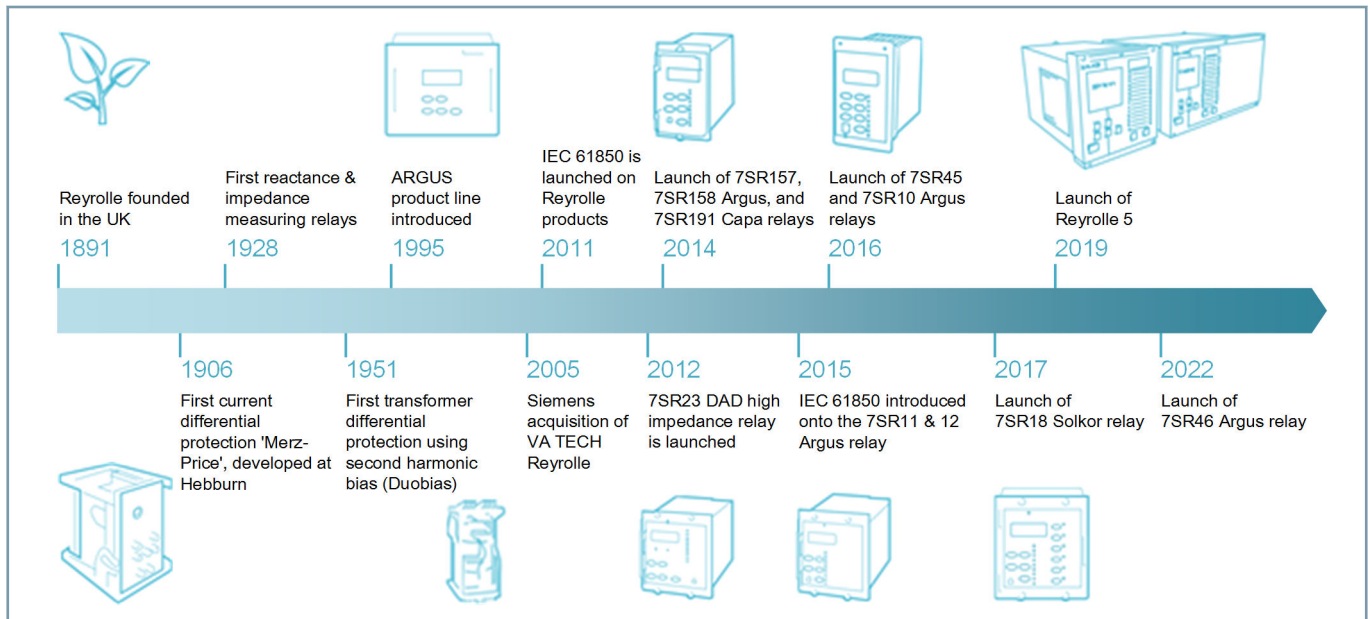 Reyrolle founded
in the UK
1891
First reactance &
impedance
measuring relays
1928
ARGUS
product line
introduced
1995
IEC 61850 is
launched on
Reyrolle
products
2011
Launch of 7SR157,
7SR158 Argus, and
7SR191 Capa relays
2014
Launch of 7SR45
and 7SR10 Argus
relays
2016
Launch of
Reyrolle 5
2019
1906
First current
differential
protection 'Merz-
Price', developed at
Hebburn
1951
First transformer
differential
protection using
second harmonic
bias (Duobias)
2005
Siemens
acquisition of
VA TECH
Reyrolle
2012
7SR23 DAD high
impedance relay
is launched
2015
IEC 61850 introduced
onto the 7SR11 & 12
Argus relay
2017
Launch of
7SR18 Solkor relay
2022
Launch of
7SR46 Argus relay